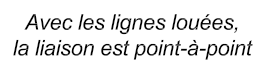 Avec les lignes louées,
la liaison est point-à-point